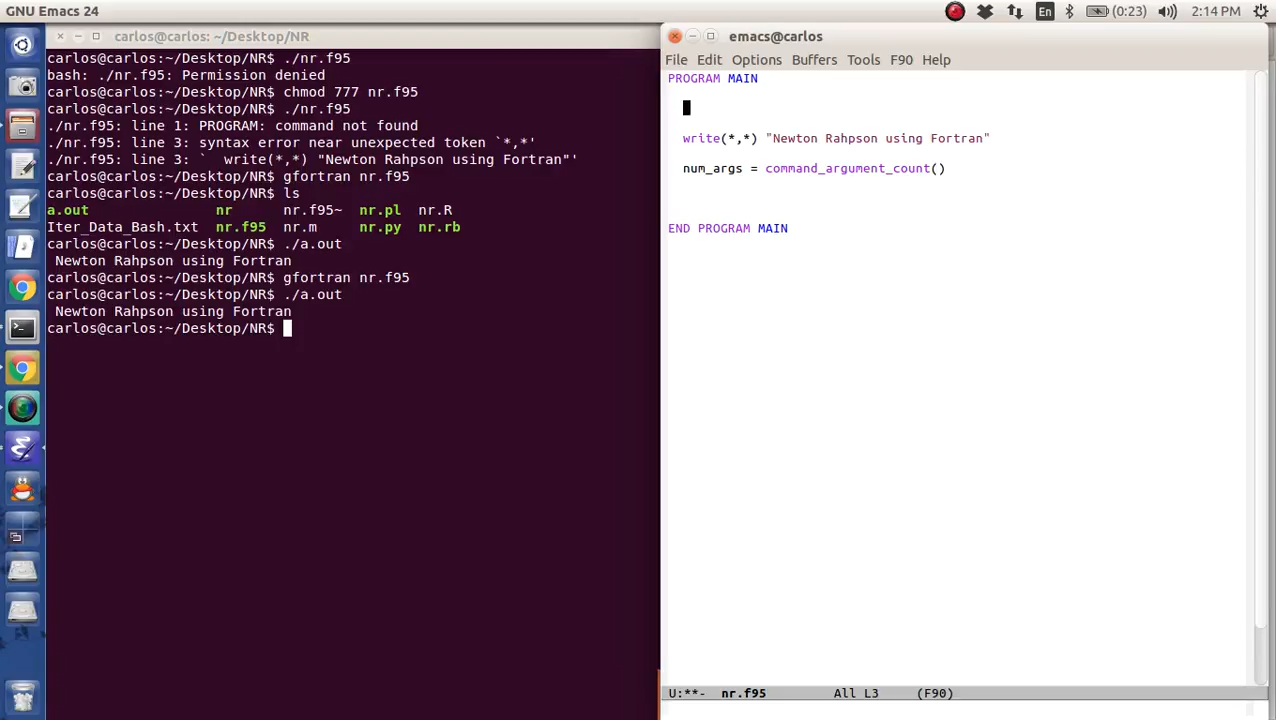 GNU Emacs 24
En
(0:23)
2:14 PM
carlos@carlos: ~/Desktop/NR
carlos@carlos:~/Desktop/NR$ ./nr.f95
bash: ./nr.f95: Permission denied
carlos@carlos:~/Desktop/NR$ chmod 777 nr.f95
carlos@carlos:~/Desktop/NR$ ./nr.f95
./nr.f95: line 1: PROGRAM: command not found
./nr.f95: line 3: syntax error near unexpected token `*,*'
./nr.f95: line 3: `  write(*,*) "Newton Rahpson using Fortran"'
carlos@carlos:~/Desktop/NR$ gfortran nr.f95
carlos@carlos:~/Desktop/NR$ ls
a.out nr nr.f95~ nr.pl nr.R
Iter_Data_Bash.txt nr.f95 nr.m nr.py nr.rb
carlos@carlos:~/Desktop/NR$ ./a.out
Newton Rahpson using Fortran
carlos@carlos:~/Desktop/NR$ gfortran nr.f95
carlos@carlos:~/Desktop/NR$ ./a.out
Newton Rahpson using Fortran
carlos@carlos:~/Desktop/NR$
emacs@carlos
File Edit Options Buffers Tools F90 Help
PROGRAM MAIN
write(*,*) "Newton Rahpson using Fortran"
num_args = command_argument_count()
END PROGRAM MAIN
U:**- nr.f95 All L3 (F90)